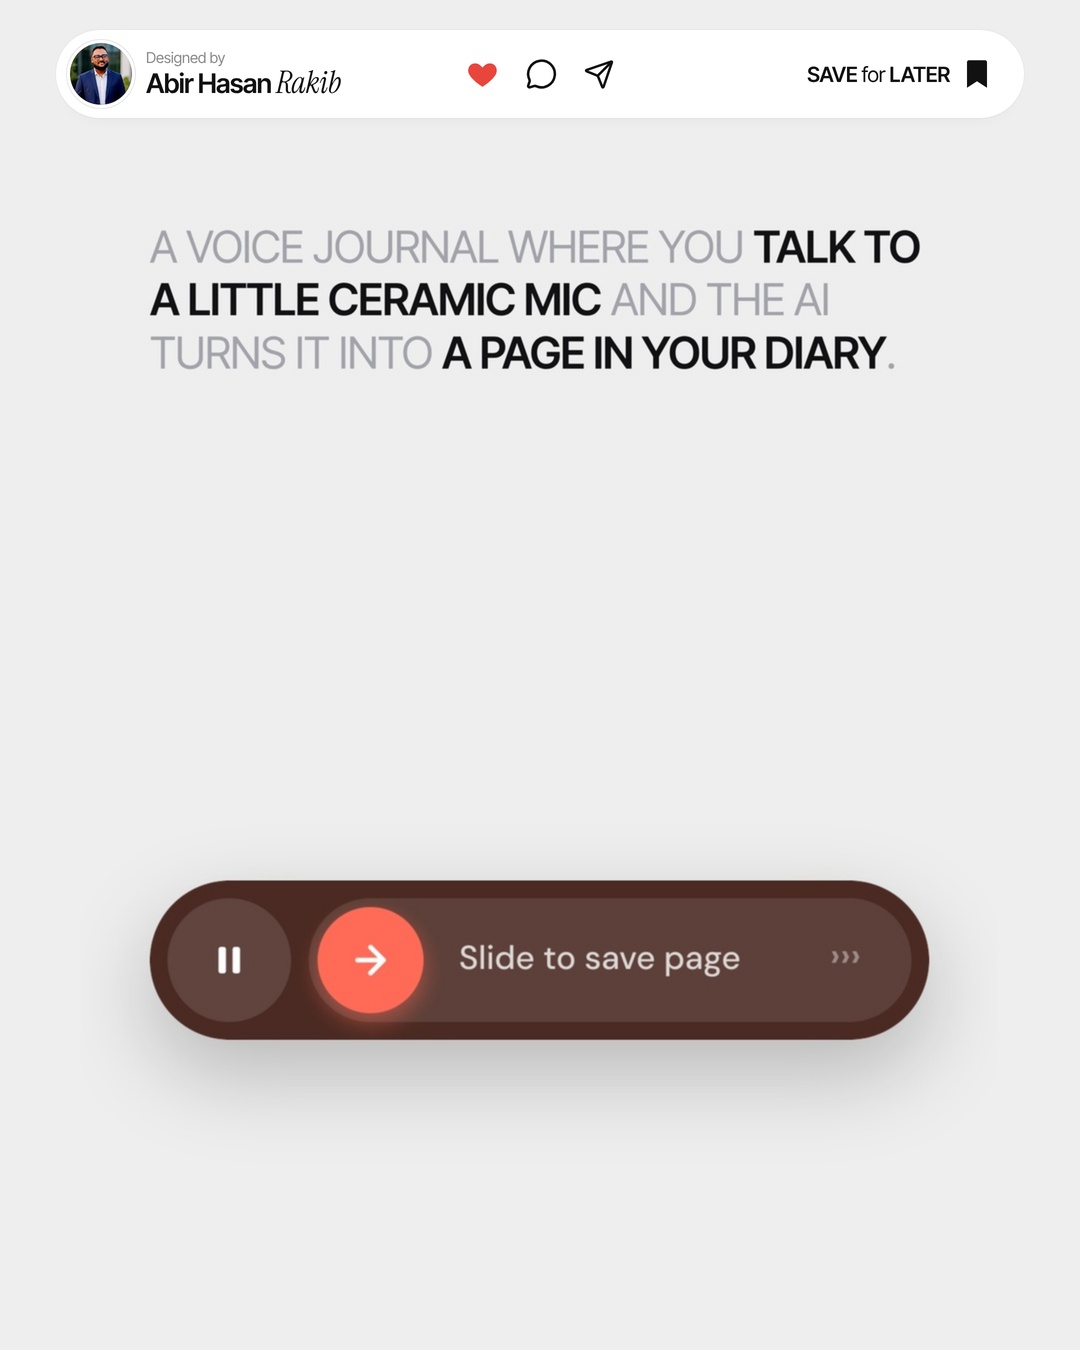 Designed by
Abir Hasan Rakib
SAVE for LATER
A VOICE JOURNAL WHERE YOU TALK TO
A LITTLE CERAMIC MIC AND THE AI
TURNS IT INTO A PAGE IN YOUR DIARY.
Slide to save page